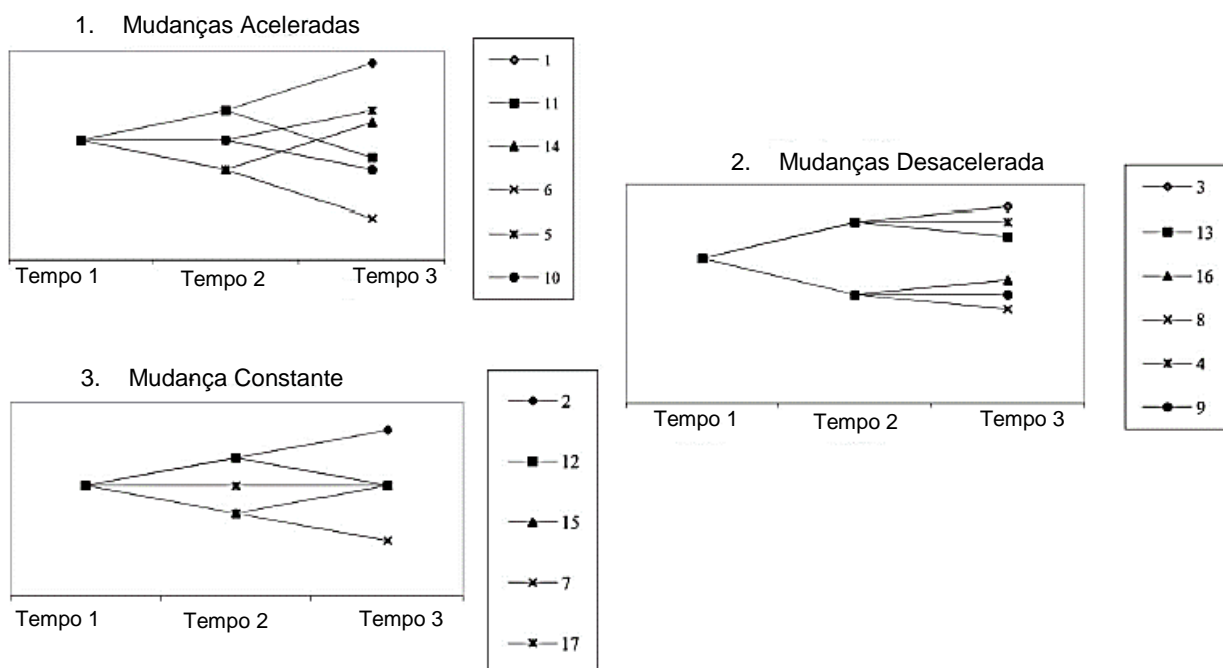 1. Mudanças Aceleradas
1
11
14
6
5
10
Tempo 1
Tempo 2
Tempo 3
2. Mudanças Desacelerada
3
13
16
8
4
9
Tempo 1
Tempo 2
Tempo 3
3. Mudança Constante
2
12
15
7
17
Tempo 1
Tempo 2
Tempo 3